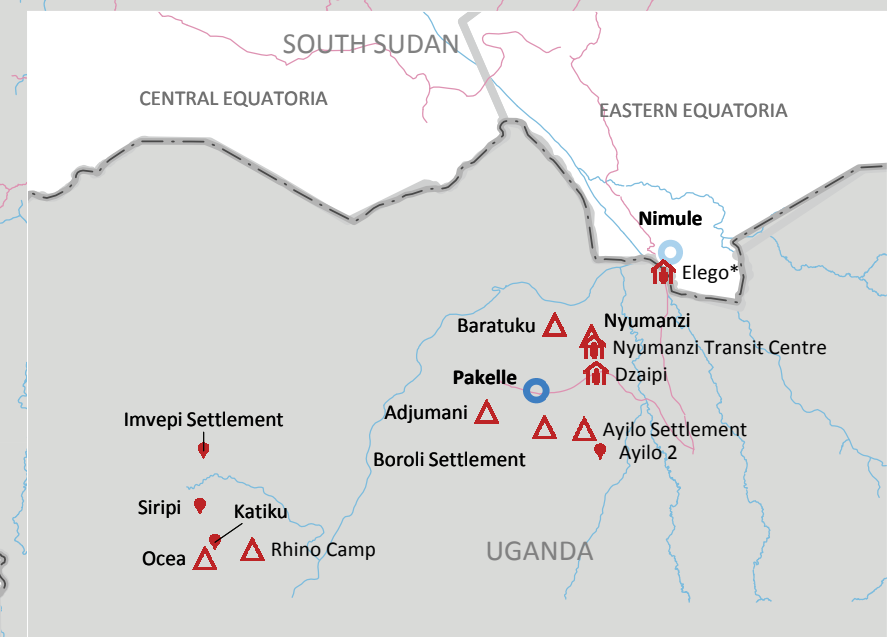 SOUTH SUDAN
CENTRAL EQUATORIA
EASTERN EQUATORIA
Nimule
Elego*
Baratuku
Nyumanzi
Nyumanzi Transit Centre
Pakelle
Dzaipi
Adjumani
Imvepi Settlement
Ayilo Settlement
Boroli Settlement
Ayilo 2
Siripi
Katiku
Ocea
Rhino Camp
UGANDA